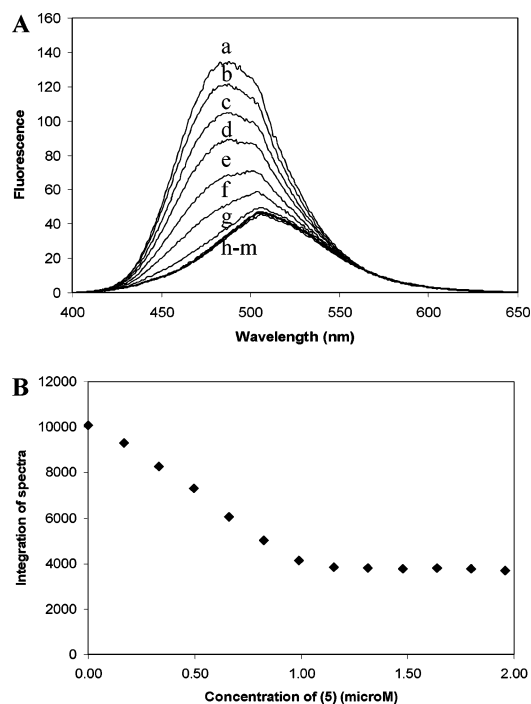 A
160
140
120
100
80
60
40
20
0
Fluorescence
a
b
c
d
e
f
g
h-m
400 450 500 550 600 650
Wavelength (nm)
B
12000
10000
8000
6000
4000
2000
0
Integration of spectra
0.00 0.50 1.00 1.50 2.00
Concentration of (5) (microM)